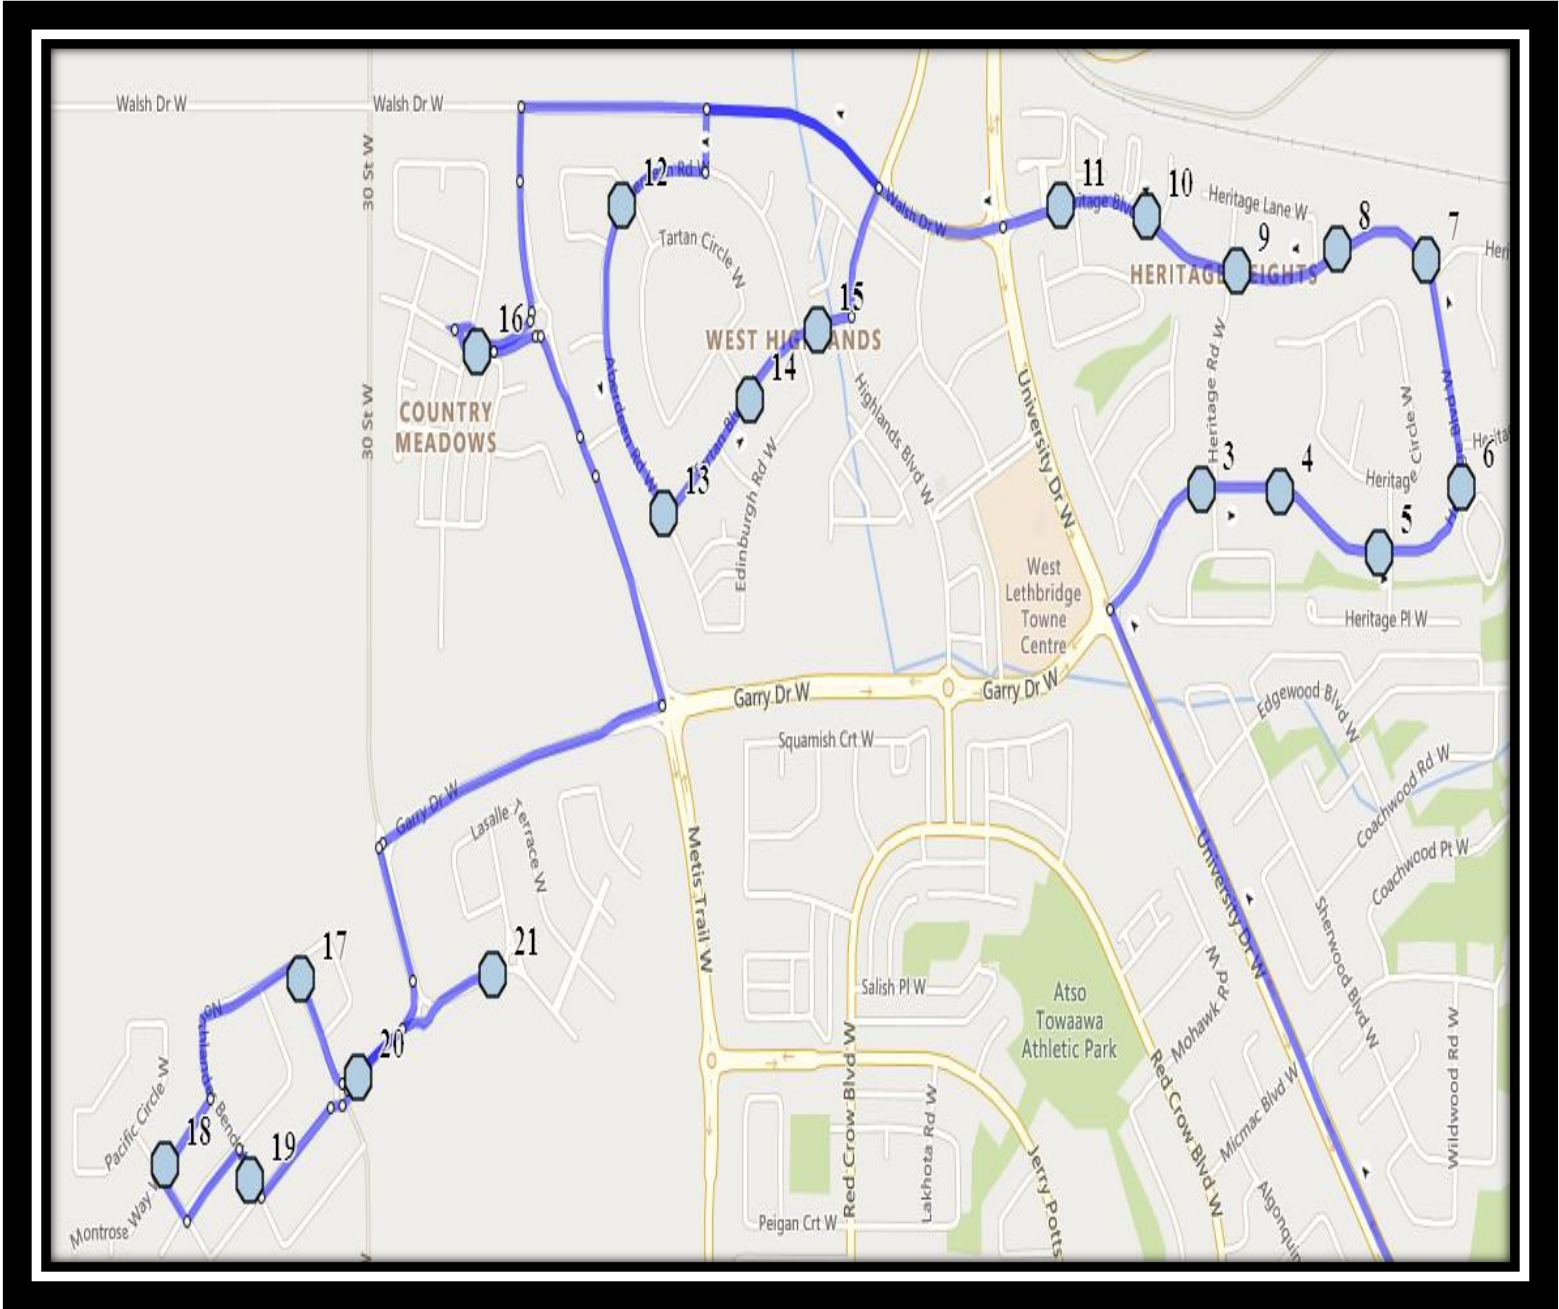 Walsh Dr W
Walsh Dr W
30 St W
12
11
10
Heritage Lane W
8
7
9
Walsh Dr W
Tartan Circle W
HERITAGE
16
15
WEST
14
Aberdeen Rd W
30 St W
COUNTRY
MEADOWS
13
Edinburgh Rd W
Highlands Blvd W
University Dr W
Heritage Rd W
Heritage Circle W
3
4
5
6
West
Lethbridge
Towne
Centre
Heritage Pl W
Garry Dr W
Garry Dr W
Edgewood Blvd W
Squamish Crt W
Coachwood Rd W
Garry Dr W
Lasalle Terrace W
Metis Trail W
University Dr W
Coachwood Pt W
Sherwood Blvd W
17
21
Salish Pl W
Atso
Towaawa
Athletic Park
Mohawk Rd W
20
Pacific Circle W
18
19
Montrose Way
Red Crow Blvd W
Lakhota Rd W
Jerry Potts
Red Crow Blvd W
Micmac Blvd W
Wildwood Rd W
Peigan Crt W
Algonquin